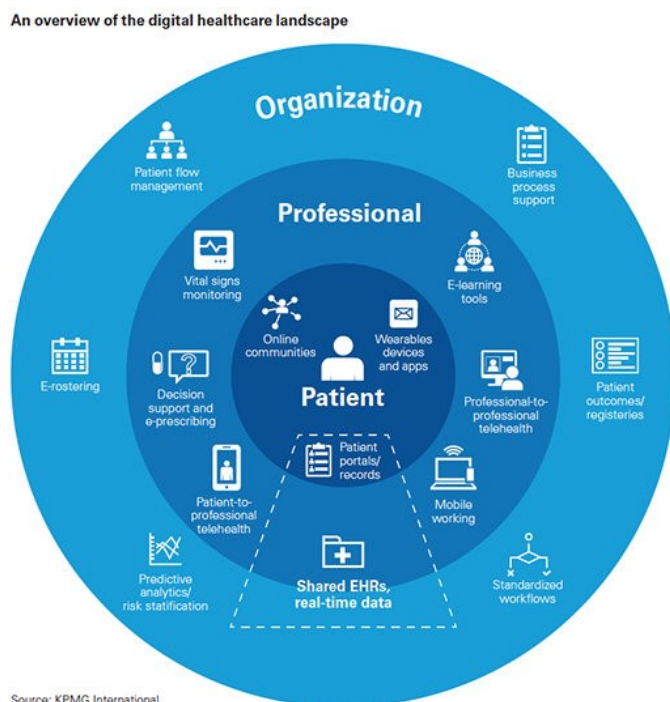 An overview of the digital healthcare landscape
Organization
Patient flow
management
Business
process
support
Professional
Vital signs
monitoring
E-learning
tools
Online
communities
Wearables
devices
and apps
E-rostering
Decision
support and
e-prescribing
Patient
Professional-to-
professional
telehealth
Patient
outcomes/
registeries
Patient
portals/
records
Patient-to-
professional
telehealth
Mobile
working
Predictive
analytics/
risk statification
Shared EHRs,
real-time data
Standardized
workflows
Source: KPMG International